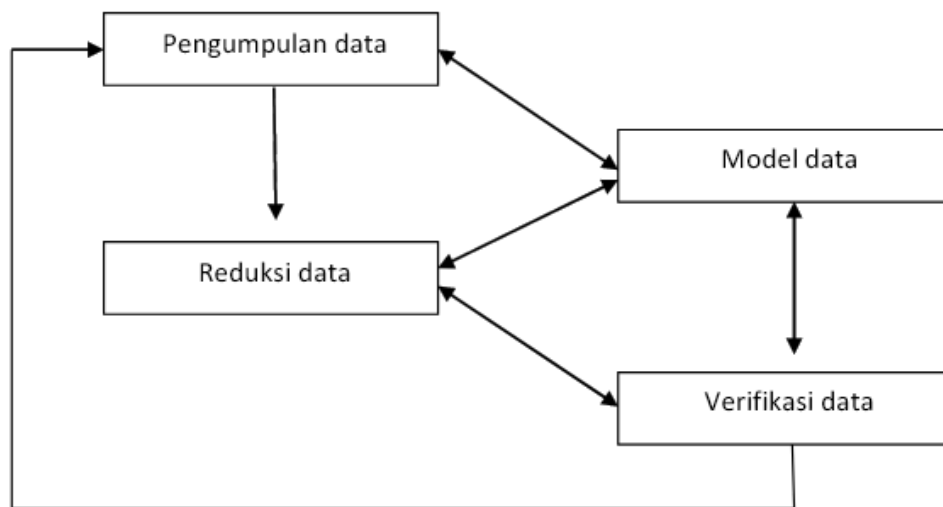 Pengumpulan data
Model data
Reduksi data
Verifikasi data